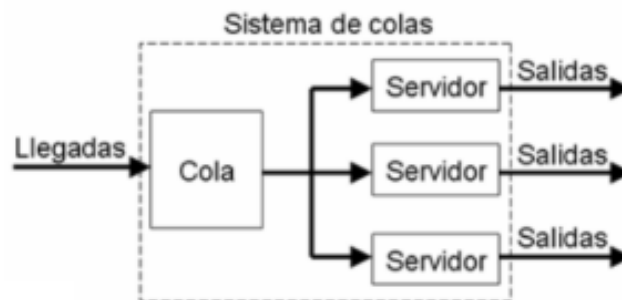 Sistema de colas
Llegadas
Cola
Servidor
Salidas
Servidor
Salidas
Servidor
Salidas